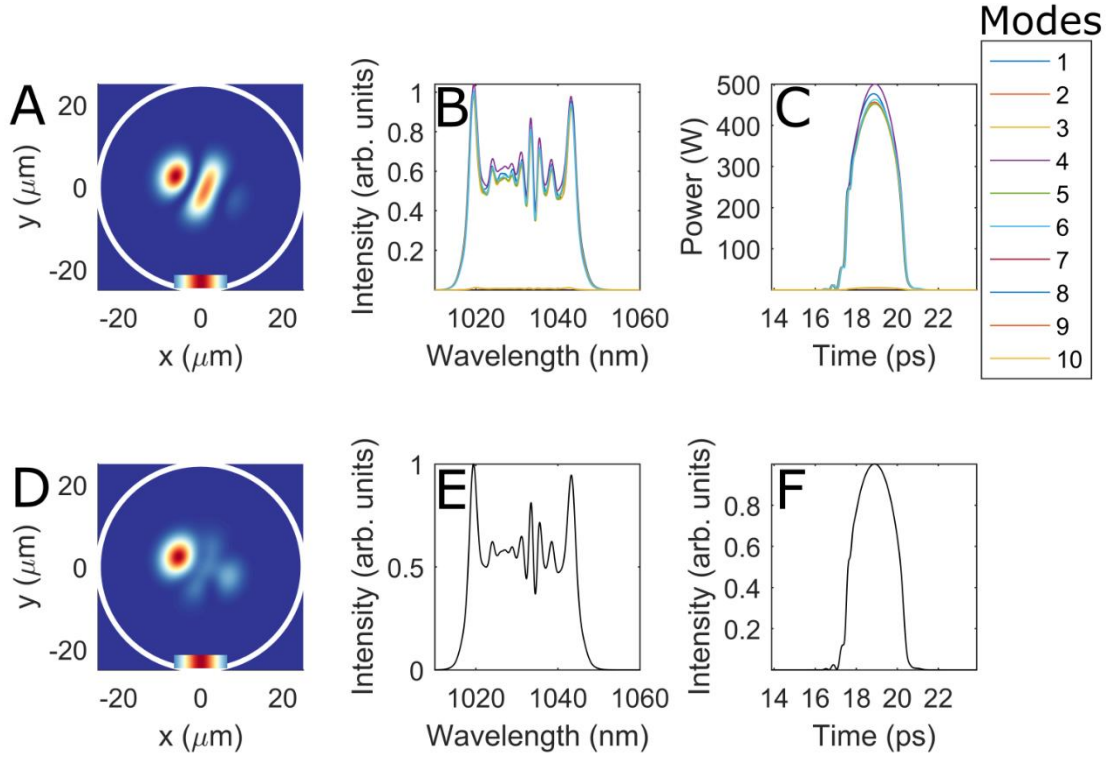 Modes
1
2
3
4
5
6
7
8
9
10
A
20
0
-20
y (μm)
-20 0 20
x (μm)
B
1
0.8
0.6
0.4
0.2
Intensity (arb. units)
1020 1040 1060
Wavelength (nm)
C
500
400
300
200
100
Power (W)
14 16 18 20 22
Time (ps)
D
20
0
-20
y (μm)
-20 0 20
x (μm)
E
1
0.5
0
Intensity (arb. units)
1020 1040 1060
Wavelength (nm)
F
0.8
0.6
0.4
0.2
Intensity (arb. units)
14 16 18 20 22
Time (ps)